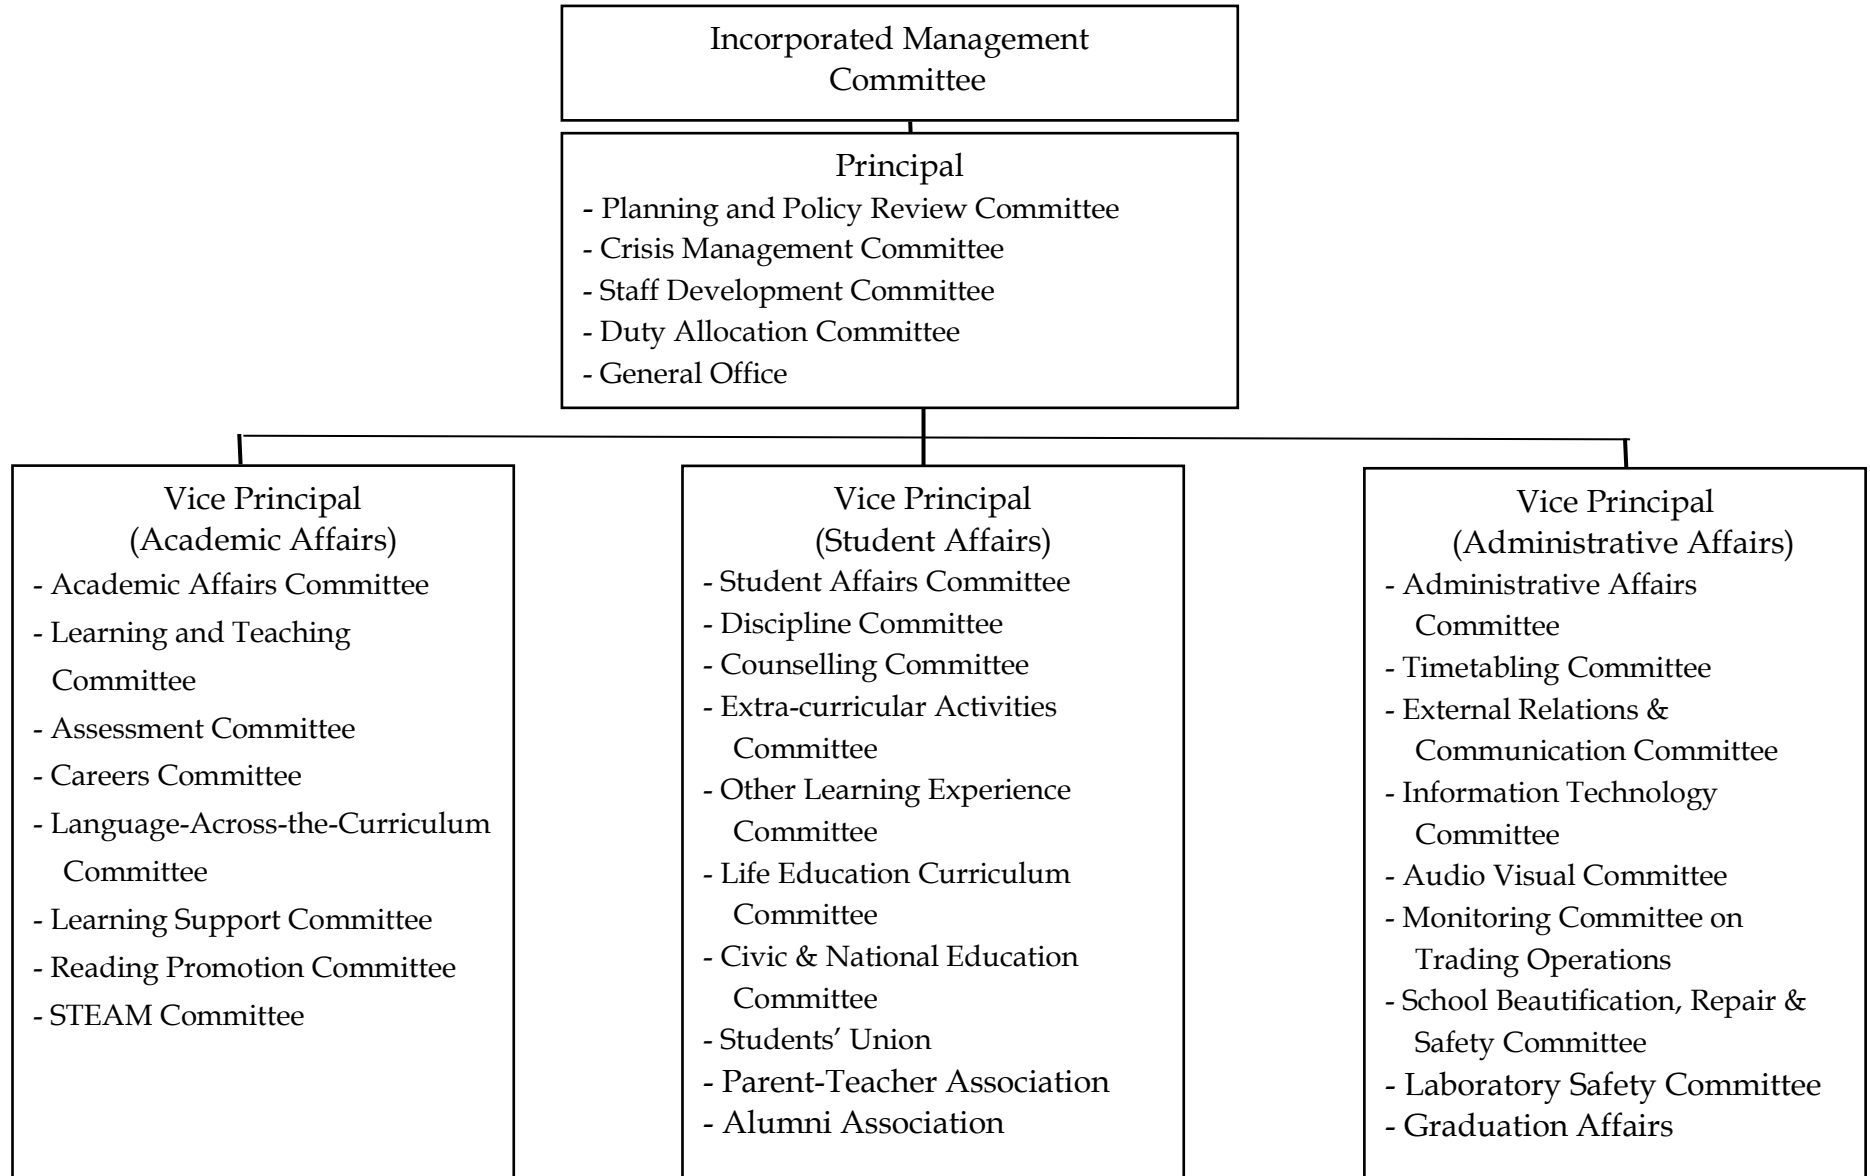 Incorporated Management
Committee
Principal
- Planning and Policy Review Committee
- Crisis Management Committee
- Staff Development Committee
- Duty Allocation Committee
- General Office
Vice Principal
(Academic Affairs)
- Academic Affairs Committee
- Learning and Teaching
Committee
- Assessment Committee
- Careers Committee
- Language-Across-the-Curriculum
Committee
- Learning Support Committee
- Reading Promotion Committee
- STEAM Committee
Vice Principal
(Student Affairs)
- Student Affairs Committee
- Discipline Committee
- Counselling Committee
- Extra-curricular Activities
Committee
- Other Learning Experience
Committee
- Life Education Curriculum
Committee
- Civic & National Education
Committee
- Students’ Union
- Parent-Teacher Association
- Alumni Association
Vice Principal
(Administrative Affairs)
- Administrative Affairs
Committee
- Timetabling Committee
- External Relations &
Communication Committee
- Information Technology
Committee
- Audio Visual Committee
- Monitoring Committee on
Trading Operations
- School Beautification, Repair &
Safety Committee
- Laboratory Safety Committee
- Graduation Affairs